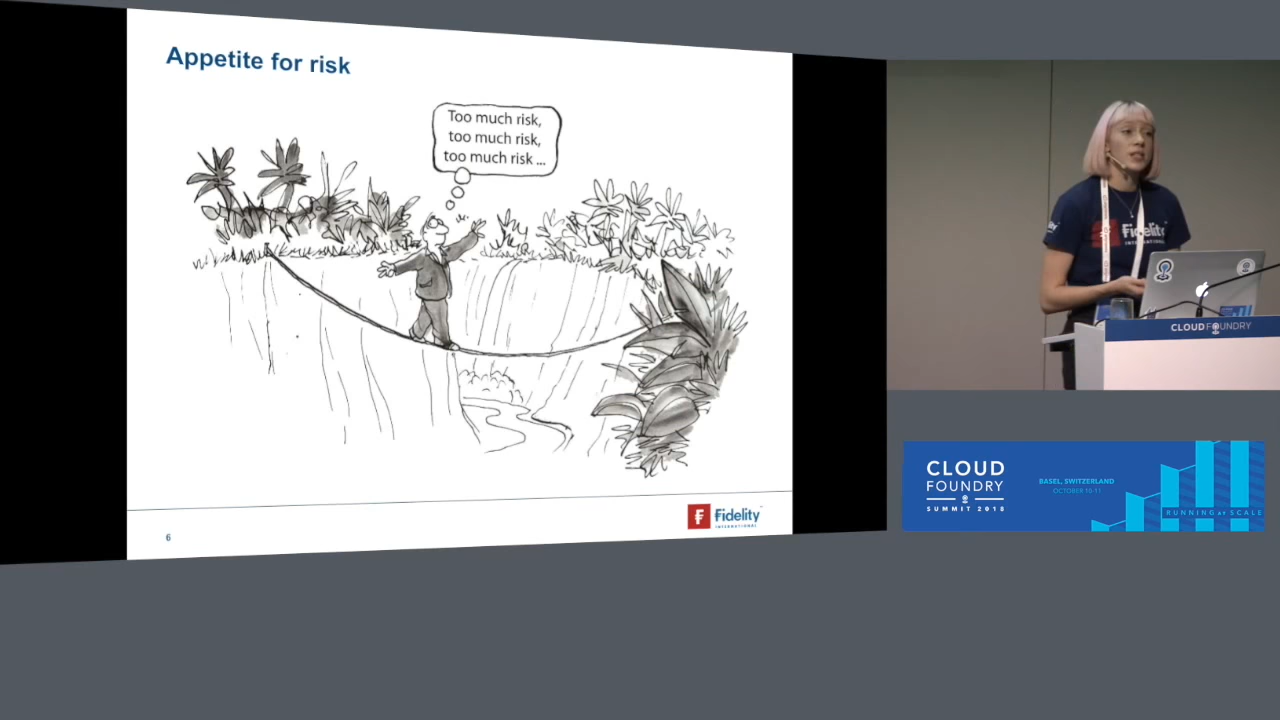 Appetite for risk
Too much risk,
too much risk,
too much risk ...
Fidelity
INTERNATIONAL
6
Fidelity
INTERNATIONAL
CLOUD FOUNDRY
CLOUD
FOUNDRY
SUMMIT 2018
BASEL, SWITZERLAND
OCTOBER 10-11
RUNNING AT SCALE